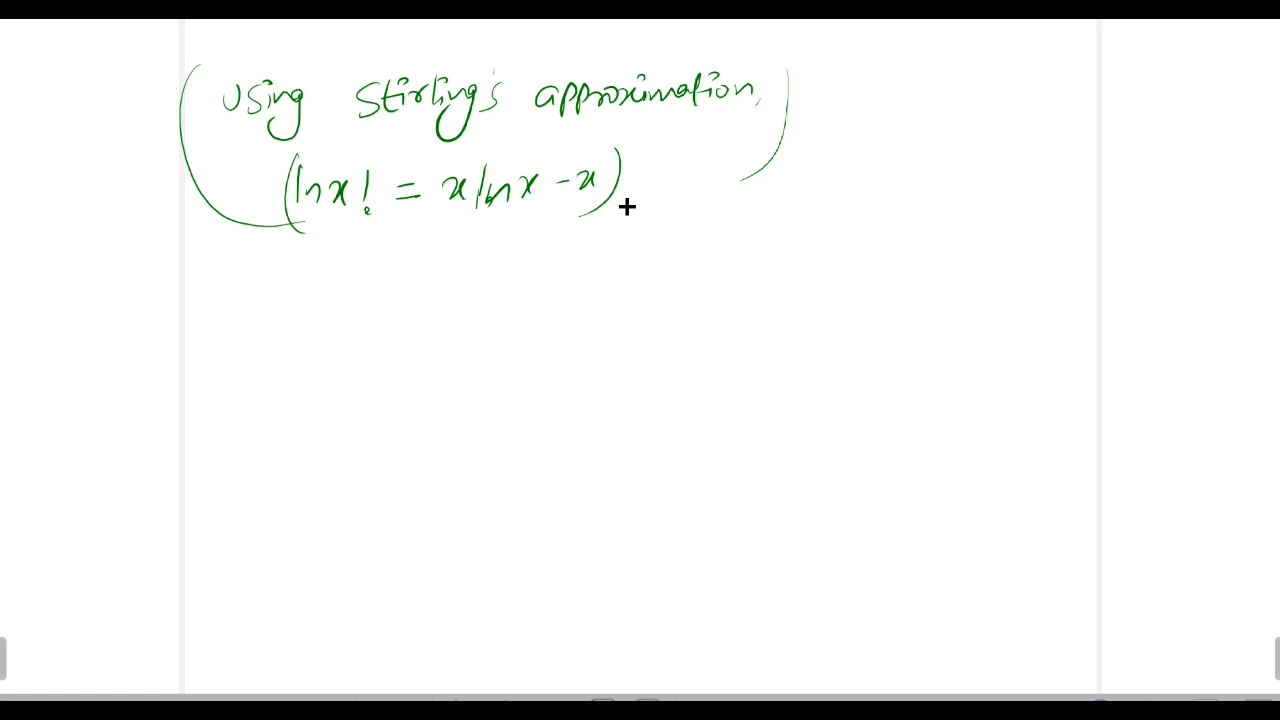 (Using Stirling's approximation,
(ln x! = x ln x - x))